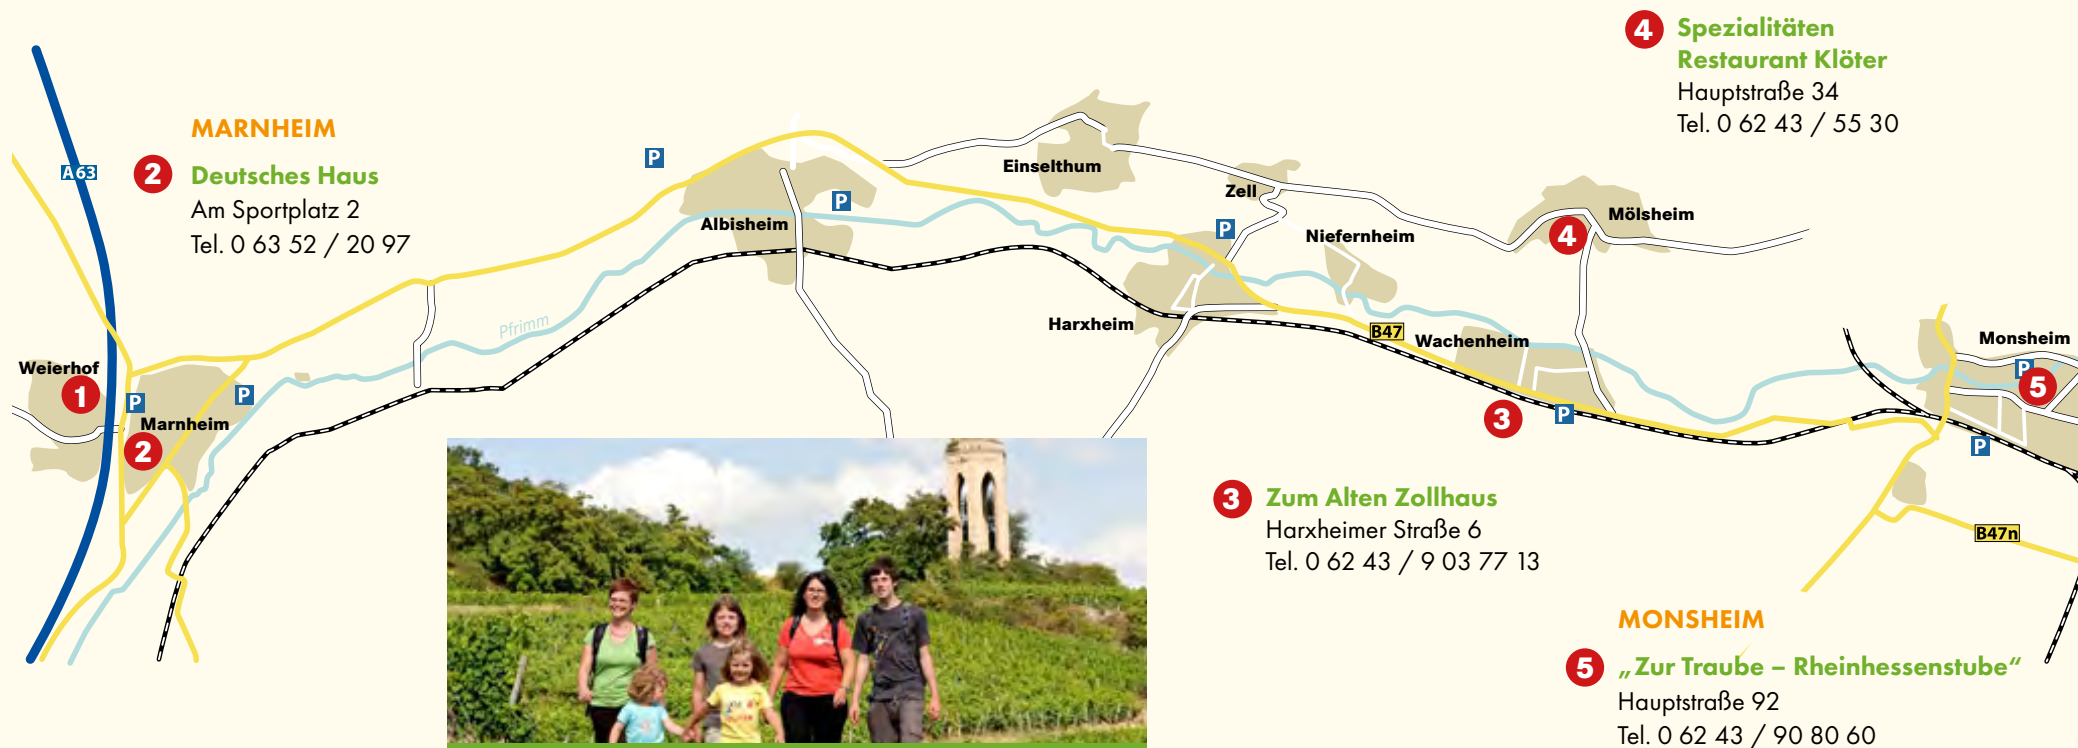 4 Spezialitäten
Restaurant Klöter
Hauptstraße 34
Tel. 0 62 43 / 55 30
MARNHEIM
2 Deutsches Haus
Am Sportplatz 2
Tel. 0 63 52 / 20 97
A63
P
Einselthum
Zell
P
Albisheim
P
Niefernheim
Mölsheim
4
Pfrimm
Harxheim
B47
Wachenheim
Monsheim
P
5
Weierhof
1
P
P
Marnheim
2
3
P
P
B47n
3 Zum Alten Zollhaus
Harxheimer Straße 6
Tel. 0 62 43 / 9 03 77 13
MONSHEIM
5 „Zur Traube – Rheinhessenstube“
Hauptstraße 92
Tel. 0 62 43 / 90 80 60